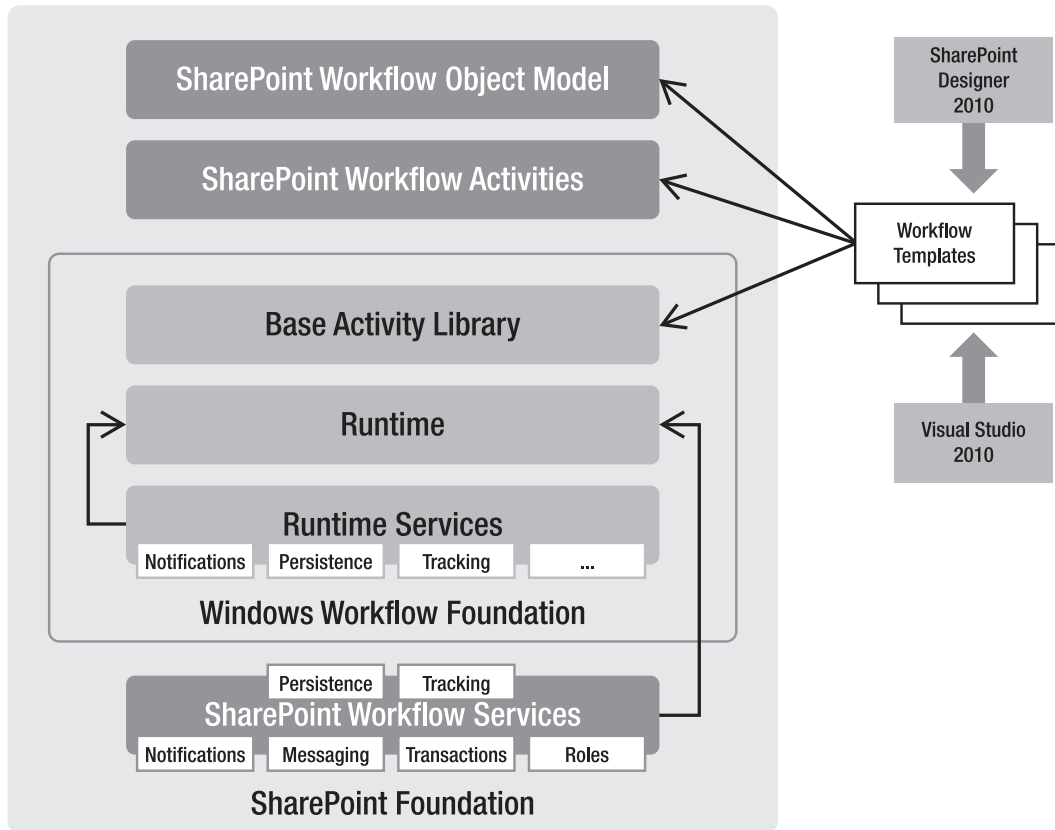 SharePoint Workflow Object Model
SharePoint Workflow Activities
Base Activity Library
Runtime
Runtime Services
Notifications
Persistence
Tracking
...
Windows Workflow Foundation
Persistence
Tracking
SharePoint Workflow Services
Notifications
Messaging
Transactions
Roles
SharePoint Foundation
SharePoint
Designer
2010
Workflow
Templates
Visual Studio
2010